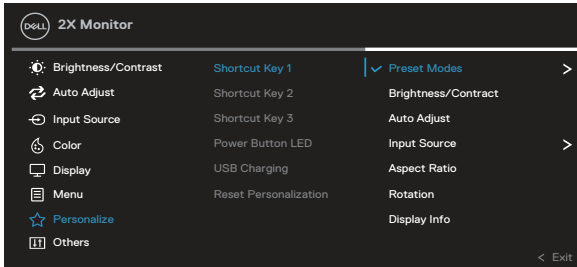 DELL 2X Monitor
Brightness/Contrast Shortcut Key 1 Preset Modes >
Auto Adjust Shortcut Key 2 Brightness/Contract
Input Source Shortcut Key 3 Auto Adjust
Color Power Button LED Input Source >
Display USB Charging Aspect Ratio
Menu Reset Personalization Rotation
Personalize Display Info
Others
< Exit